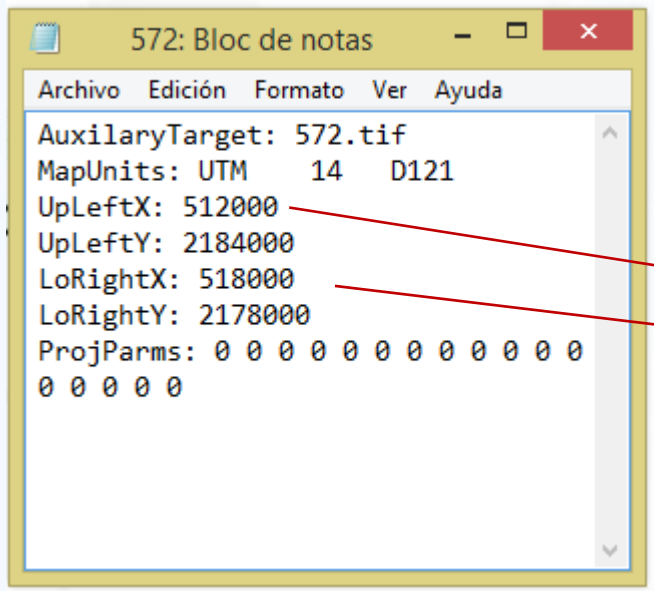 572: Bloc de notas
Archivo Edición Formato Ver Ayuda
AuxilaryTarget: 572.tif
MapUnits: UTM 14 D121
UpLeftX: 512000
UpLeftY: 2184000
LoRightX: 518000
LoRightY: 2178000
ProjParms: 0 0 0 0 0 0 0 0 0 0 0 0
0 0 0 0 0